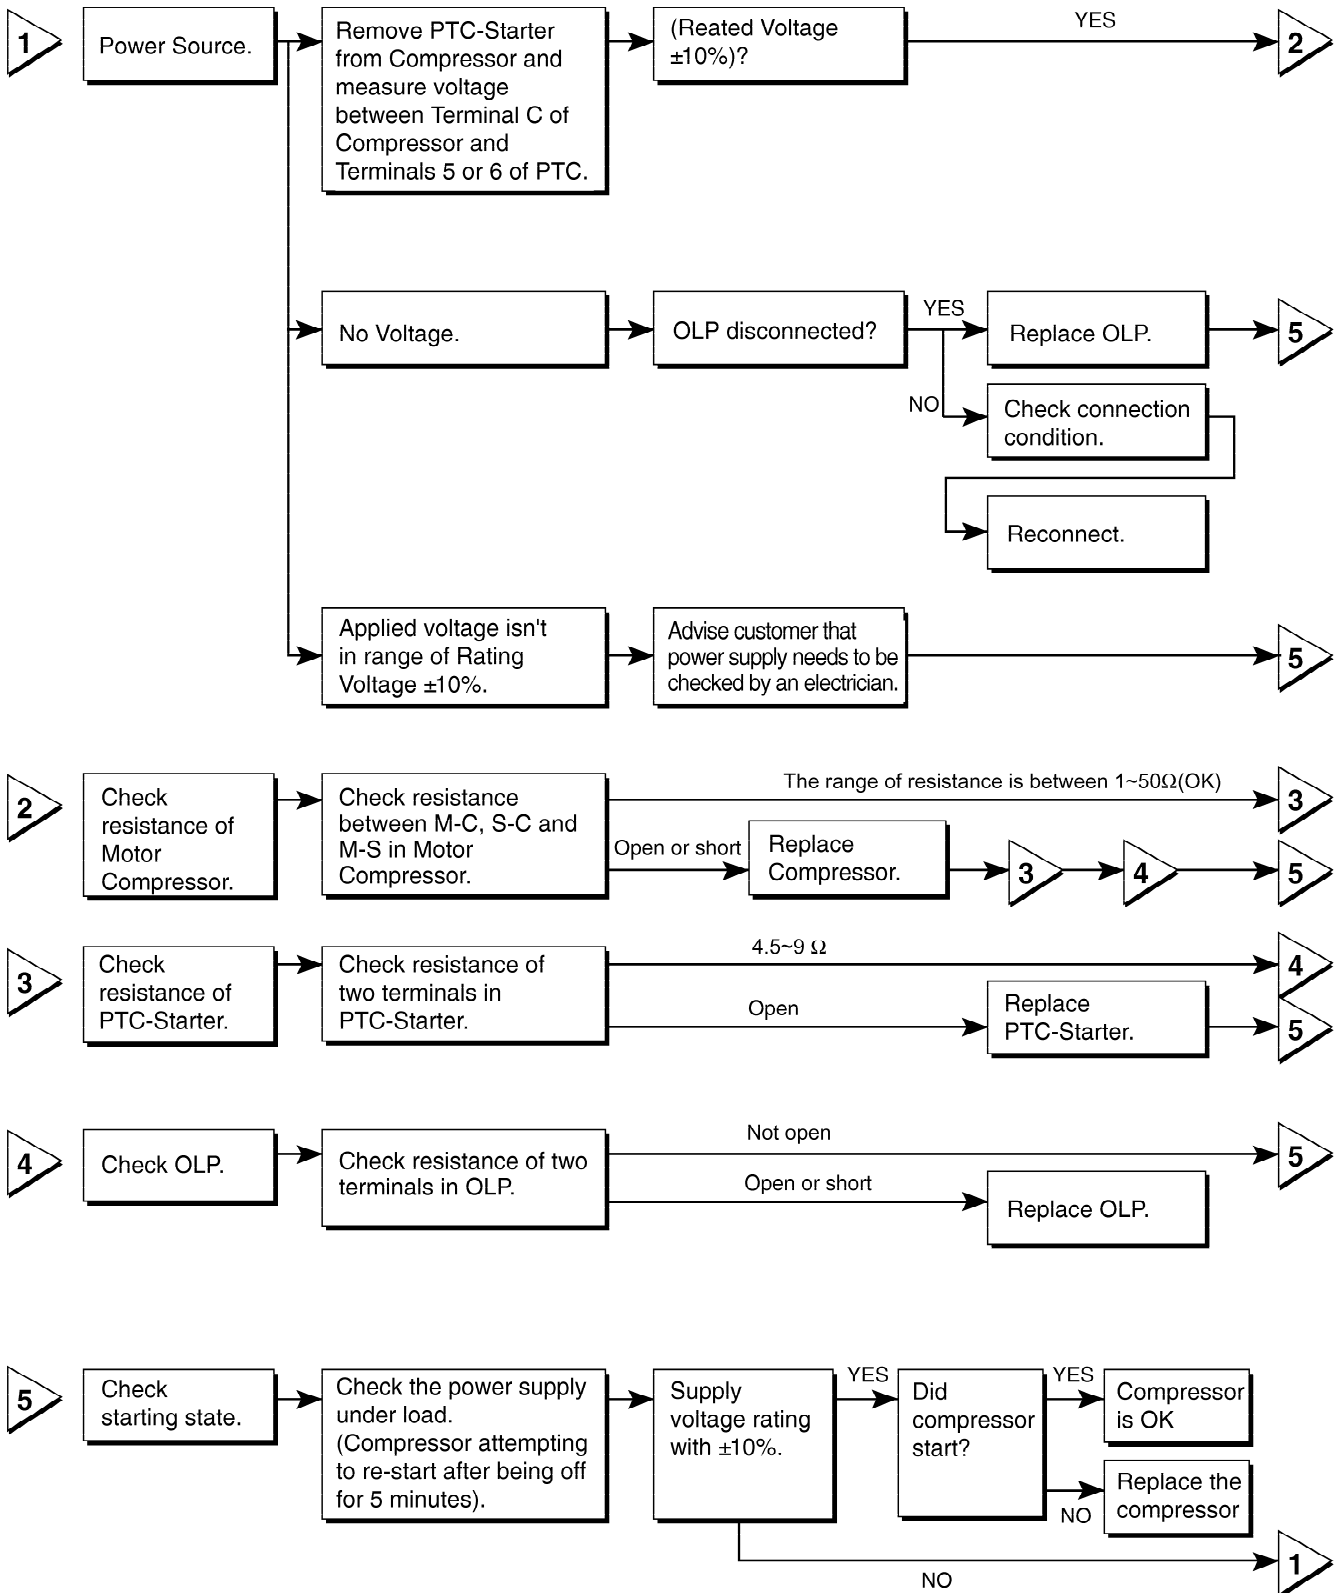 1
Power Source.
Remove PTC-Starter
from Compressor and
measure voltage
between Terminal C of
Compressor and
Terminals 5 or 6 of PTC.
(Reated Voltage
±10%)?
YES
2
No Voltage.
OLP disconnected?
YES
Replace OLP.
5
NO
Check connection
condition.
Reconnect.
Applied voltage isn't
in range of Rating
Voltage ±10%.
Advise customer that
power supply needs to be
checked by an electrician.
5
2
Check
resistance of
Motor
Compressor.
Check resistance
between M-C, S-C and
M-S in Motor
Compressor.
The range of resistance is between 1~50Ω(OK)
3
Open or short
Replace
Compressor.
3
4
5
3
Check
resistance of
PTC-Starter.
Check resistance of
two terminals in
PTC-Starter.
4.5~9 Ω
4
Open
Replace
PTC-Starter.
5
4
Check OLP.
Check resistance of two
terminals in OLP.
Not open
5
Open or short
Replace OLP.
5
Check
starting state.
Check the power supply
under load.
(Compressor attempting
to re-start after being off
for 5 minutes).
Supply
voltage rating
with ±10%.
YES
Did
compressor
start?
YES
Compressor
is OK
NO
Replace the
compressor
NO
1